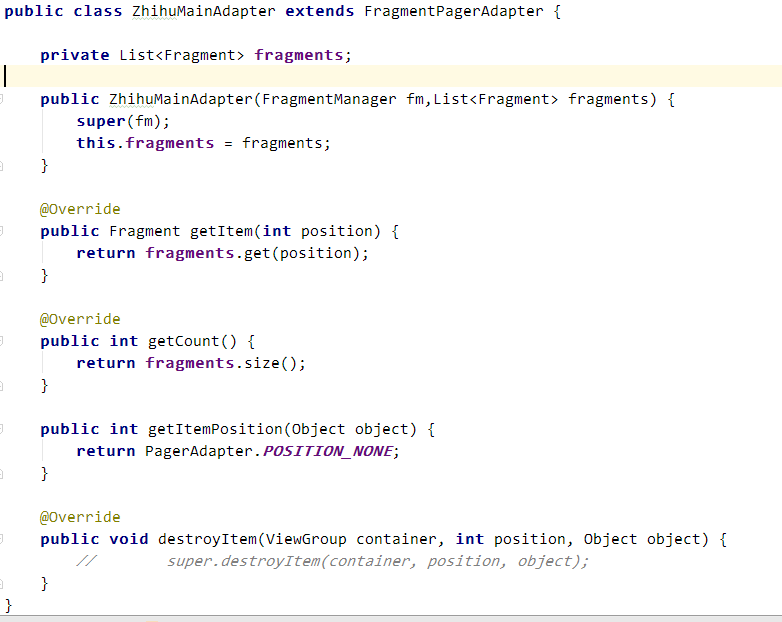 public class ZhihuMainAdapter extends FragmentPagerAdapter {
private List<Fragment> fragments;
public ZhihuMainAdapter(FragmentManager fm,List<Fragment> fragments) {
super(fm);
this.fragments = fragments;
}
@Override
public Fragment getItem(int position) {
return fragments.get(position);
}
@Override
public int getCount() {
return fragments.size();
}
public int getItemPosition(Object object) {
return PagerAdapter.POSITION_NONE;
}
@Override
public void destroyItem(ViewGroup container, int position, Object object) {
// super.destroyItem(container, position, object);
}
}